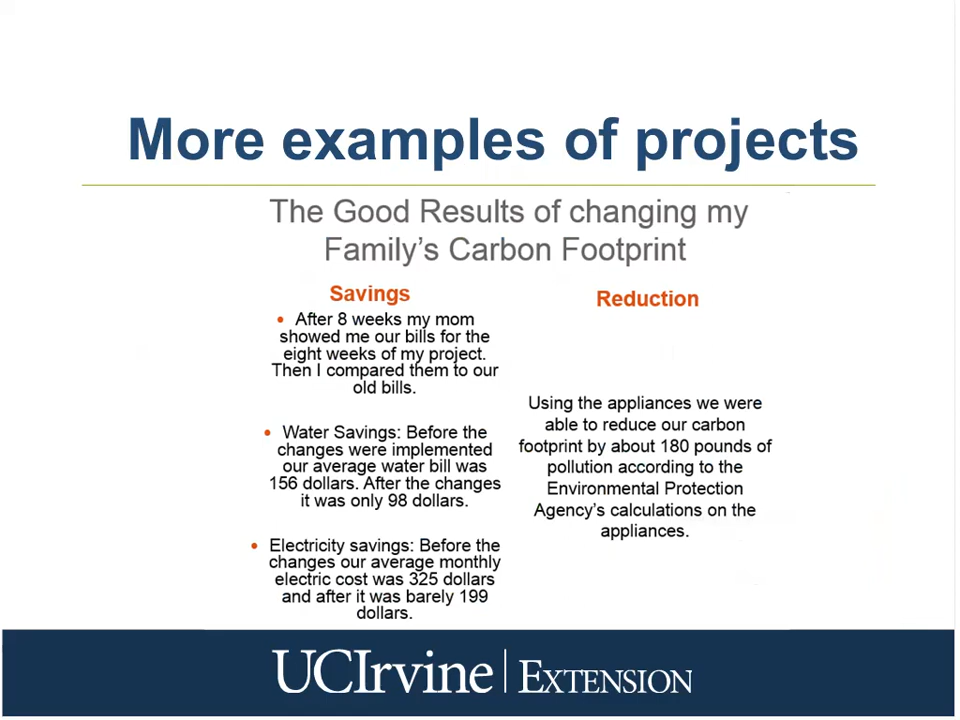 More examples of projects
The Good Results of changing my
Family's Carbon Footprint
Savings
• After 8 weeks my mom
showed me our bills for the
eight weeks of my project.
Then I compared them to our
old bills.
• Water Savings: Before the
changes were implemented
our average water bill was
156 dollars. After the changes
it was only 98 dollars.
• Electricity savings: Before the
changes our average monthly
electric cost was 325 dollars
and after it was barely 199
dollars.
Reduction
Using the appliances we were
able to reduce our carbon
footprint by about 180 pounds of
pollution according to the
Environmental Protection
Agency's calculations on the
appliances.
UCIrvine | EXTENSION